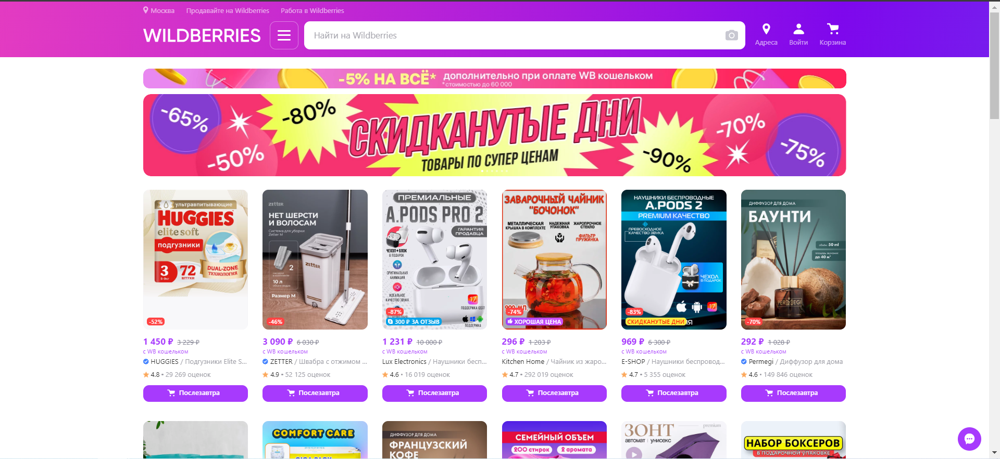 Москва Продавайте на Wildberries Работа в Wildberries
WILDBERRIES
Найти на Wildberries
Адреса Войти Корзина
-5% НА ВСЁ* дополнительно при оплате WB кошельком
*стоимостью до 60 000
-65% -80% -50%
СКИДКАНУТЫЕ ДНИ
ТОВАРЫ ПО СУПЕР ЦЕНАМ
-70% -90% -75%
ультравпитывающие
HUGGIES
elite soft
подгузники
3
5-9кг
72
ШТУКИ
DUAL-ZONE
ТЕХНОЛОГИЯ
-52%
1 450 ₽ 3 229 ₽
с WB кошельком
HUGGIES / Подгузники Elite S...
4.8 • 29 269 оценок
Послезавтра
ZETTER
НЕТ ШЕРСТИ
И ВОЛОСАМ
Система для уборки
Zetter M
2
насадки
в комплекте
10 л
объем ведра
Размер M
ZETTER
-46%
3 090 ₽ 6 030 ₽
с WB кошельком
ZETTER / Швабра с отжимом ...
4.9 • 52 125 оценок
Послезавтра
ПРЕМИАЛЬНЫЕ
A.PODS PRO 2
ГАРАНТИЯ
ПРОДАВЦА
ЧЕХОЛ+БЛОК
В ПОДАРОК
ОРИГИНАЛЬНАЯ
АНИМАЦИЯ
ИДЕАЛЬНОЕ
КАЧЕСТВО ЗВУКА
17
ПОДДЕРЖКА IOS17
ПОДДЕРЖКА
-87%
300 ₽ ЗА ОТЗЫВ
1 231 ₽ 10 000 ₽
с WB кошельком
Lux Electronics / Наушники бесп...
4.6 • 16 019 оценок
Послезавтра
ЗАВАРОЧНЫЙ ЧАЙНИК
"БОЧОНОК"
МЕТАЛЛИЧЕСКАЯ
КРЫШКА В КОМПЛЕКТЕ
НАДЕЖНАЯ
УПАКОВКА
ЖАРОПРОЧНОЕ
СТЕКЛО
ФИЛЬТР
ПРУЖИНКА
900 МЛ.
-74%
ХОРОШАЯ ЦЕНА
296 ₽ 1 203 ₽
с WB кошельком
Kitchen Home / Чайник из жаро...
4.7 • 292 019 оценок
Послезавтра
НАУШНИКИ БЕСПРОВОДНЫЕ
A.PODS 2
PREMIUM КАЧЕСТВО
ПРЕВОСХОДНОЕ
КАЧЕСТВО ЗВУКА
ЧЕХОЛ
В ПОДАРОК
17
-83%
СКИДКАНУТЫЕ ДНИ
969 ₽ 6 300 ₽
с WB кошельком
E-SHOP / Наушники беспровод...
4.7 • 5 355 оценок
Послезавтра
ДИФФУЗОР ДЛЯ ДОМА
БАУНТИ
объём: 50 ml
площадь звучания
до 40 м²
PERMEGI
-70%
292 ₽ 1 028 ₽
с WB кошельком
Permegi / Диффузор для дома
4.6 • 149 846 оценок
Послезавтра
COMFORT CARE
ДИФФУЗОР ДЛЯ ДОМА
ФРАНЦУЗСКИЙ
КОФЕ
СЕМЕЙНЫЙ ОБЪЕМ
200 СТИРОК 2 АРОМАТА
ЗОНТ premium
автомат | унисекс
НАБОР БОКСЕРОВ
В ПОДАРОЧНОЙ УПАКОВКЕ